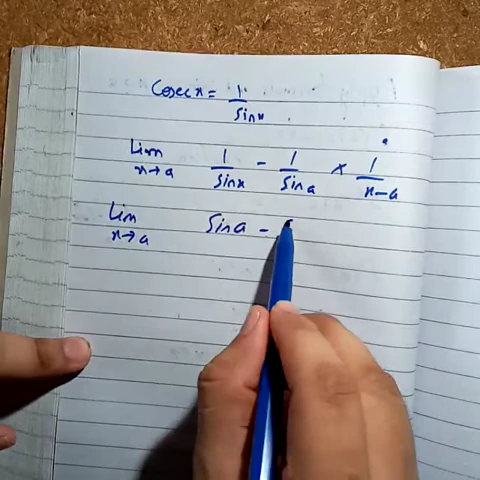 Cosec x = 1/sin x
Lim x→a 1/sin x - 1/sin a × 1/x-a
Lim x→a sin a -